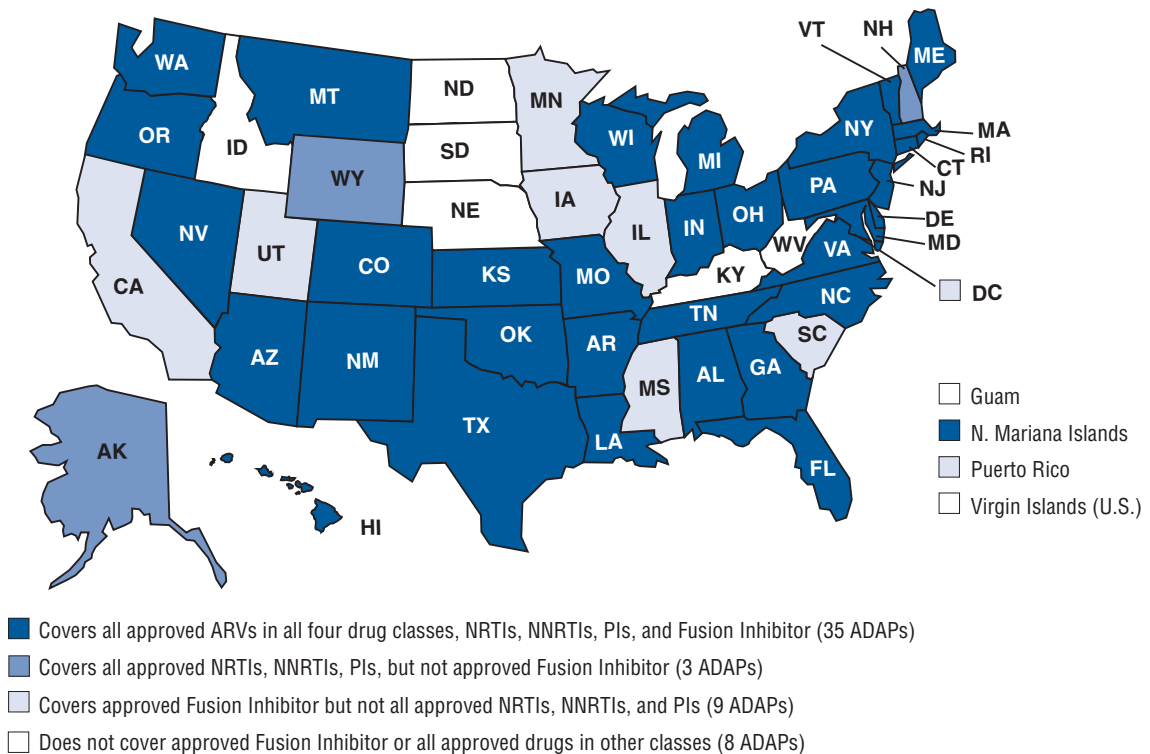 VT
NH
ME
WA
MT
ND
MN
OR
ID
SD
WI
MI
NY
MA
RI
CT
WY
NE
IA
PA
NJ
NV
UT
CO
IL
IN
OH
DE
MD
CA
KS
MO
WV
VA
KY
DC
NC
TN
AZ
NM
OK
AR
SC
MS
AL
GA
TX
LA
FL
AK
HI
Guam
N. Mariana Islands
Puerto Rico
Virgin Islands (U.S.)
Covers all approved ARVs in all four drug classes, NRTIs, NNRTIs, PIs, and Fusion Inhibitor (35 ADAPs)
Covers all approved NRTIs, NNRTIs, PIs, but not approved Fusion Inhibitor (3 ADAPs)
Covers approved Fusion Inhibitor but not all approved NRTIs, NNRTIs, and PIs (9 ADAPs)
Does not cover approved Fusion Inhibitor or all approved drugs in other classes (8 ADAPs)